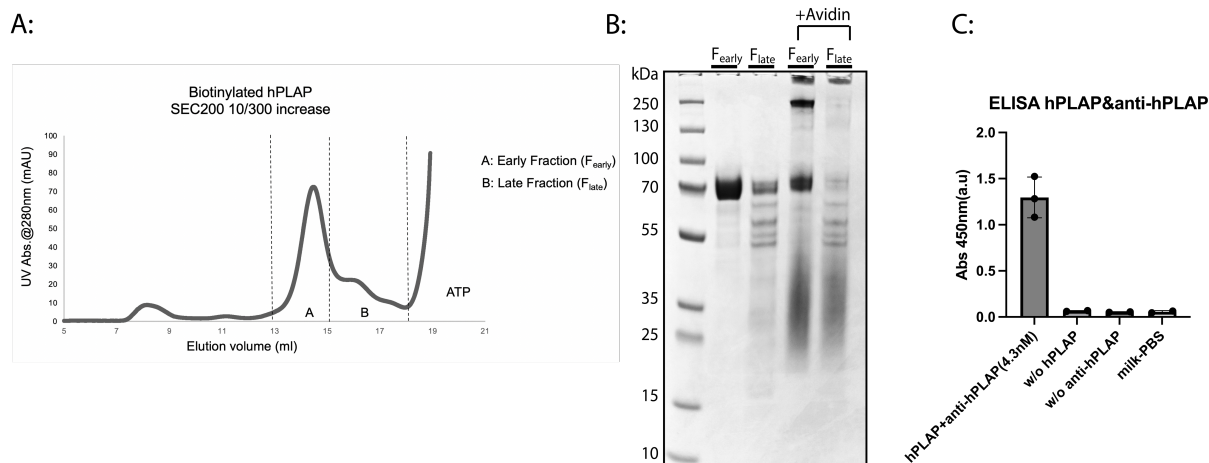 A:
Biotinylated hPLAP
SEC200 10/300 increase
UV Abs.@280nm (mAU)
100
90
80
70
60
50
40
30
20
10
0
5
7
9
11
13
15
17
19
21
Elution volume (ml)
A
B
ATP
A: Early Fraction (Fearly)
B: Late Fraction (Flate)
B:
+Avidin
Fearly
Flate
Fearly
Flate
kDa
250
130
100
70
55
35
25
15
10
C:
ELISA hPLAP&anti-hPLAP
Abs 450nm(a.u)
2.0
1.5
1.0
0.5
0.0
hPLAP+anti-hPLAP(4.3nM)
w/o hPLAP
w/o anti-hPLAP
milk-PBS